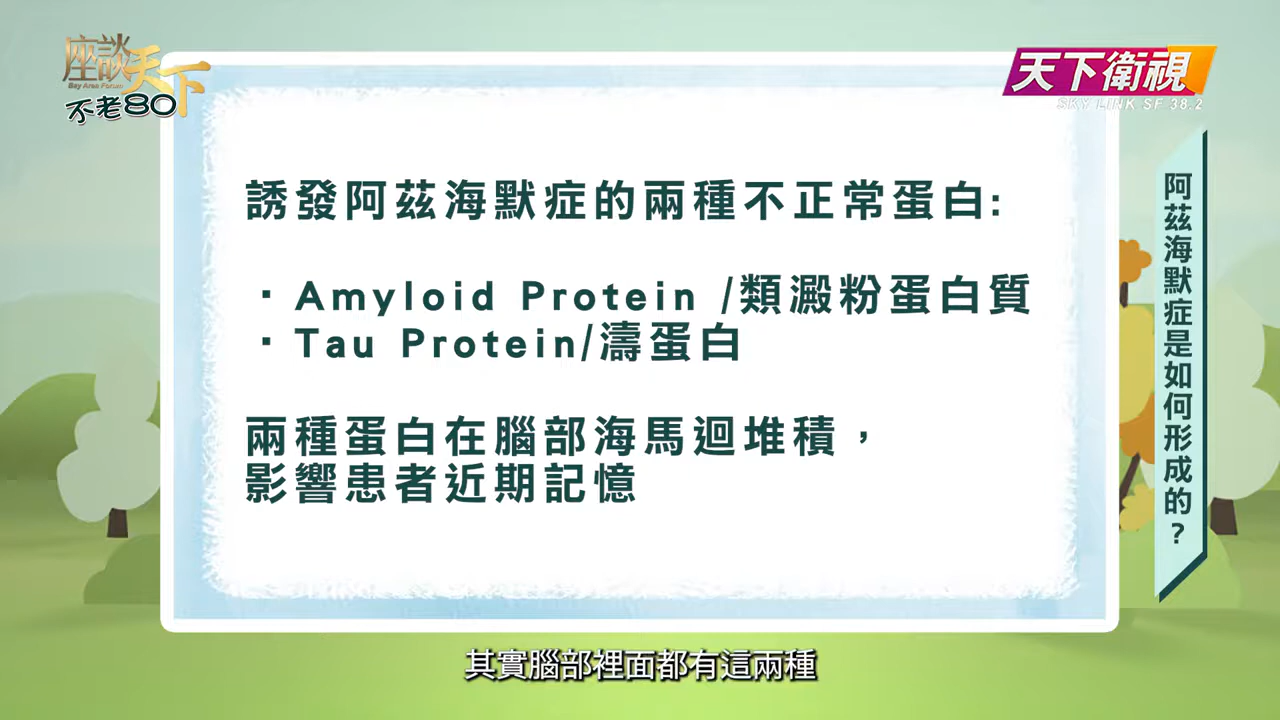 座談天下
Bay Area Forum
不老80
天下衛視
SKY LINK SF 38.2
誘發阿茲海默症的兩種不正常蛋白:
· Amyloid Protein /類澱粉蛋白質
· Tau Protein/濤蛋白
兩種蛋白在腦部海馬迴堆積，
影響患者近期記憶
阿茲海默症是如何形成的?
其實腦部裡面都有這兩種